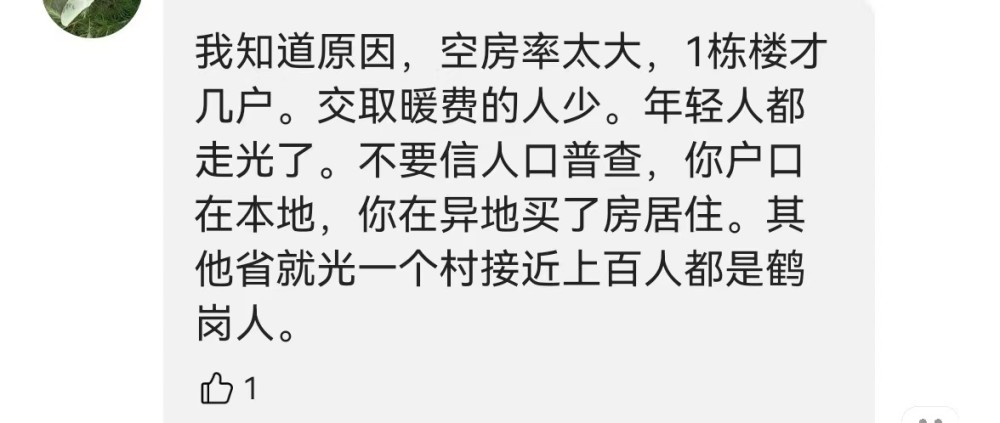 我知道原因，空房率太大，1栋楼才
几户。交取暖费的人少。年轻人都
走光了。不要信人口普查，你户口
在本地，你在异地买了房居住。其
他省就光一个村接近上百人都是鹤
岗人。
1